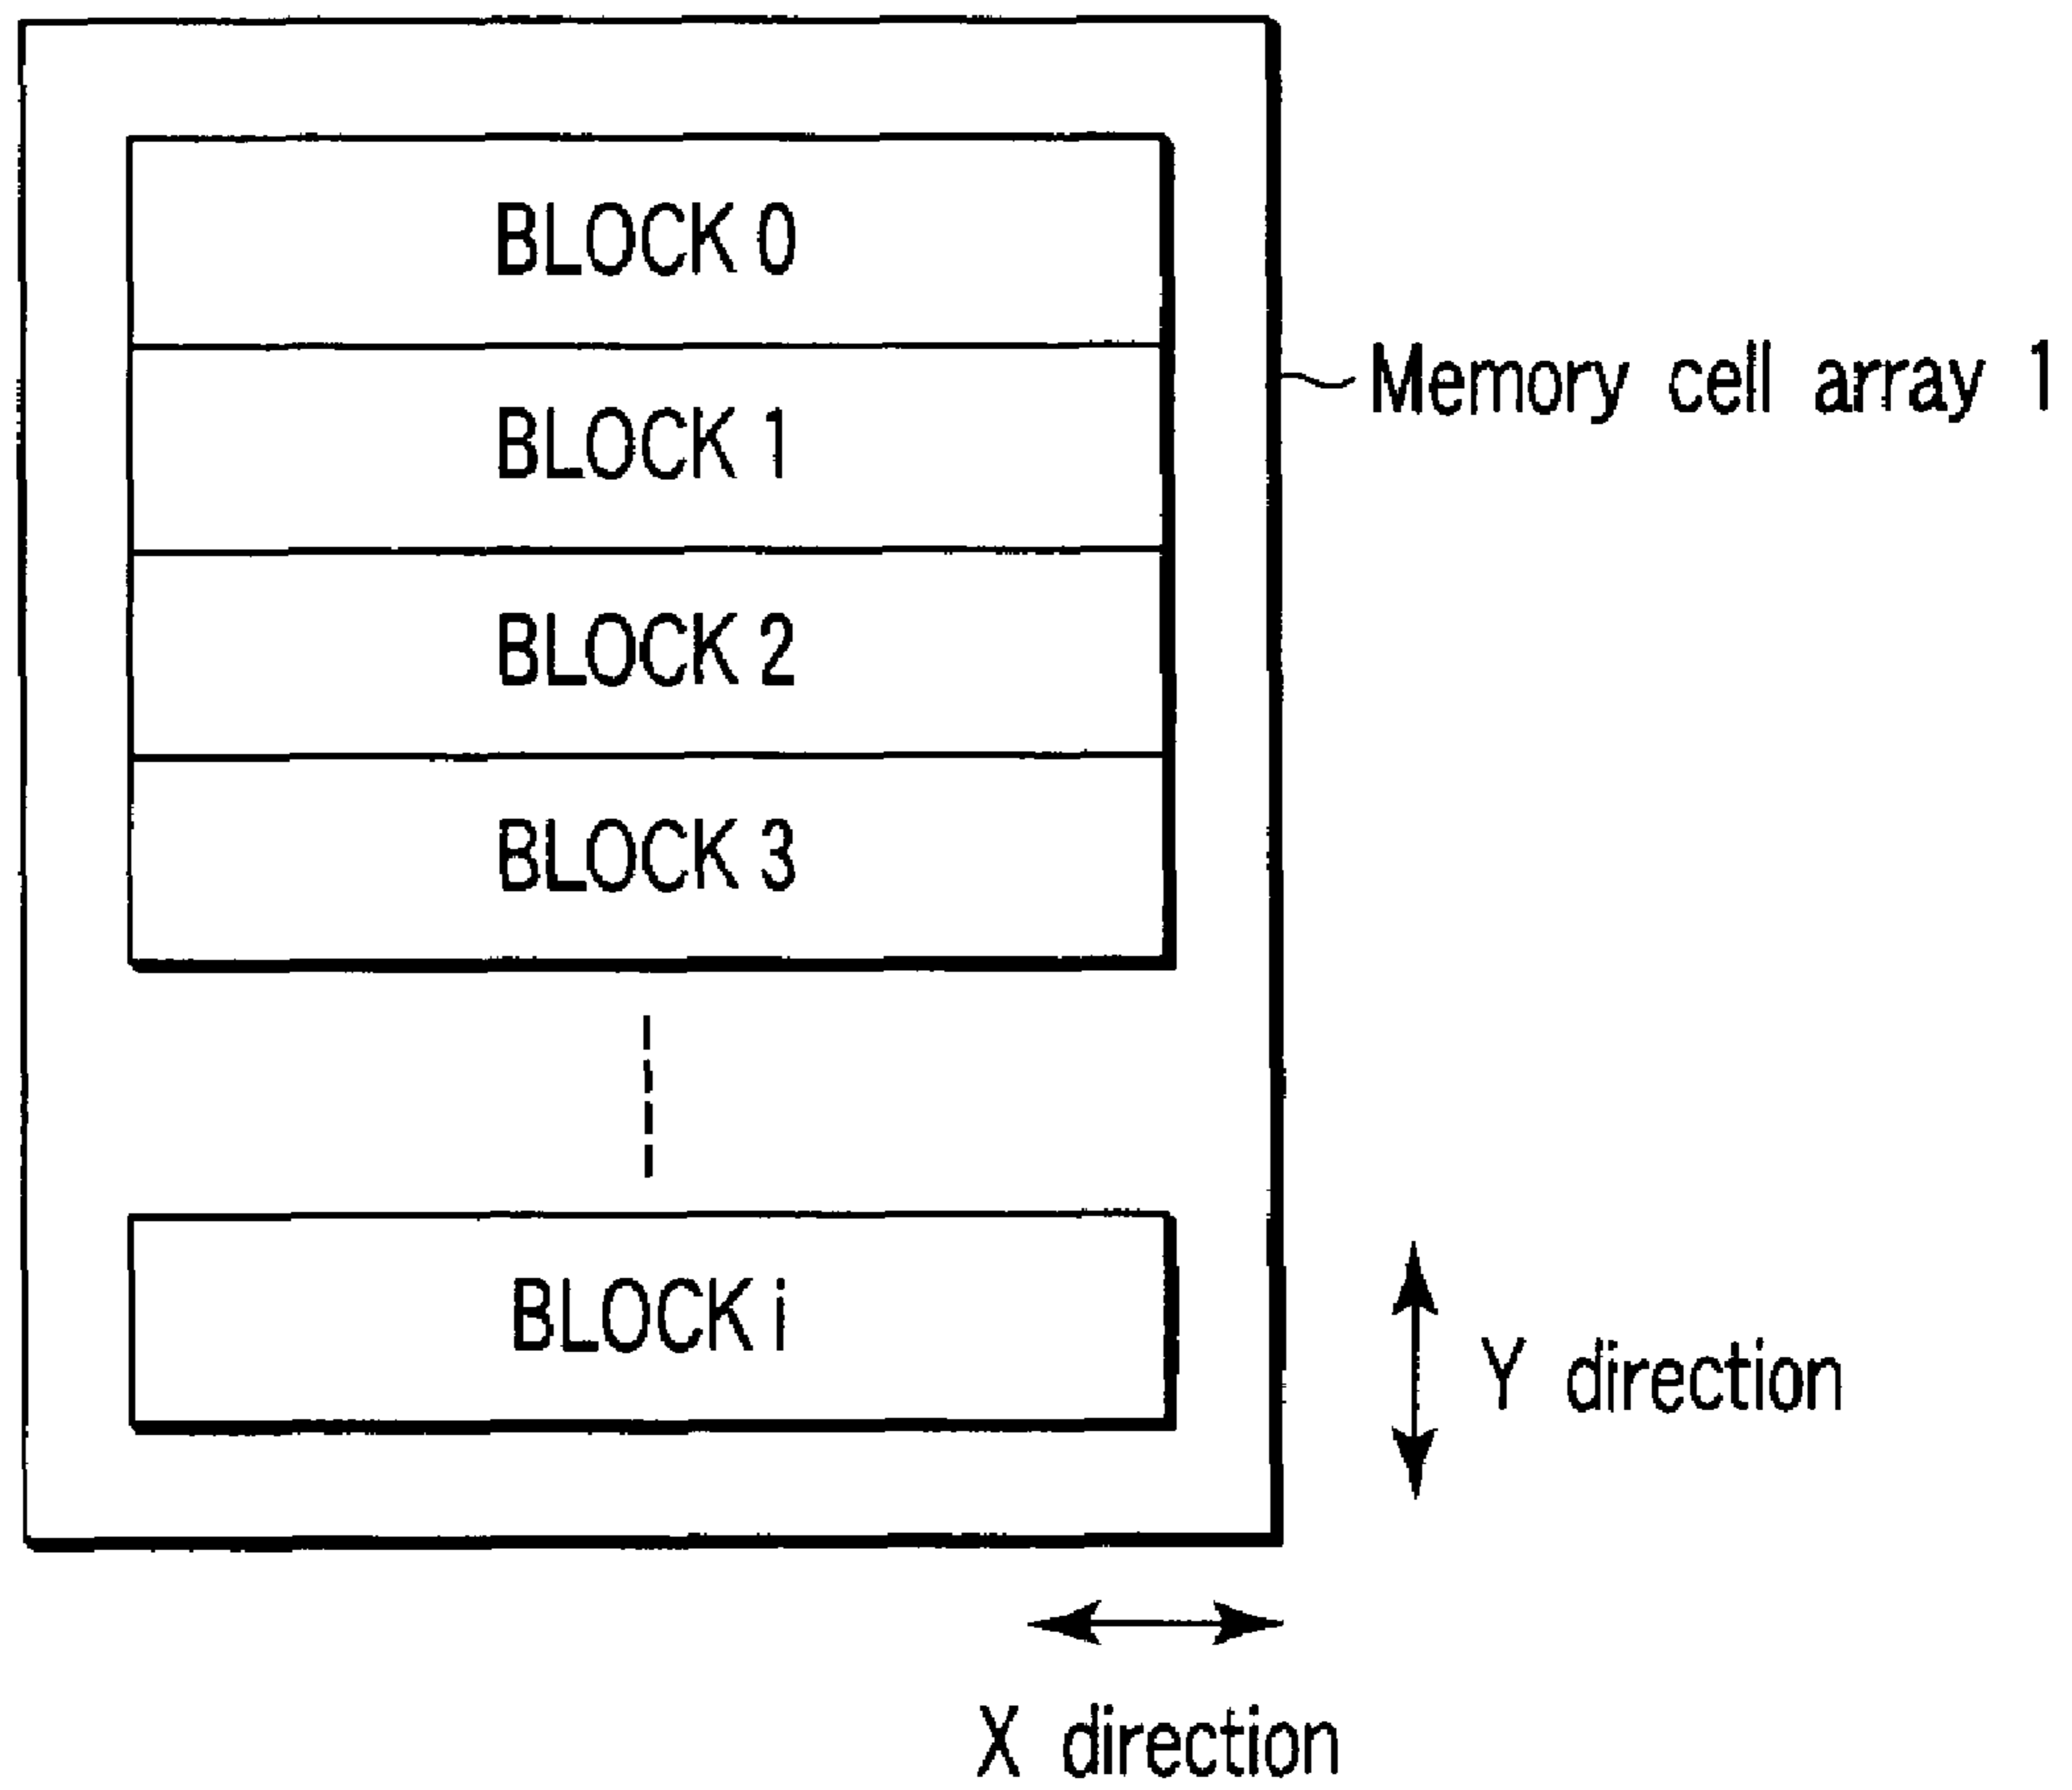 BLOCK 0
BLOCK 1
Memory cell array 1
BLOCK 2
BLOCK 3
BLOCK i
Y direction
X direction